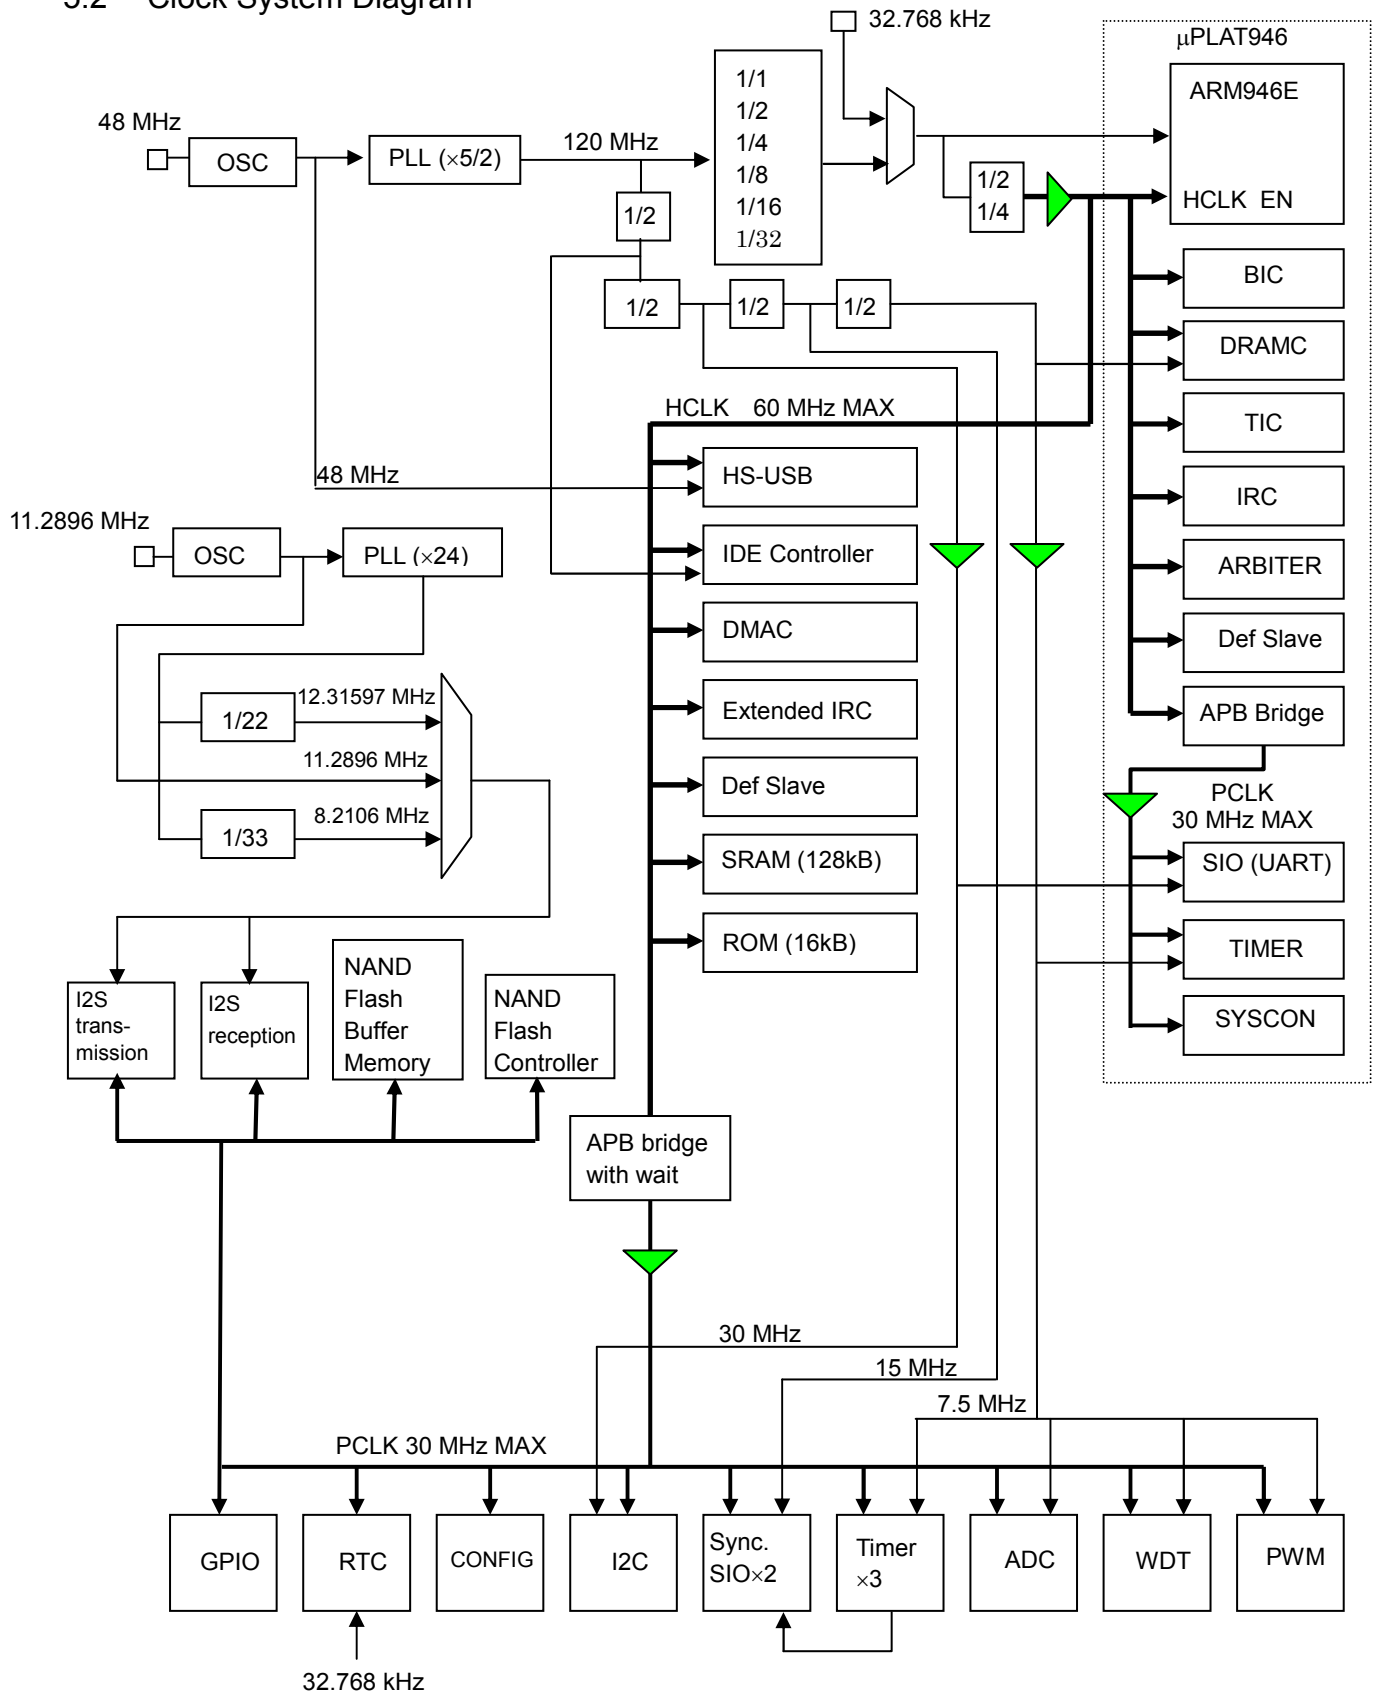 5.2 Clock System Diagram
32.768 kHz
µPLAT946
ARM946E
HCLK EN
48 MHz
OSC
PLL (×5/2)
120 MHz
1/1
1/2
1/4
1/8
1/16
1/32
1/2
1/4
1/2
1/2
1/2
1/2
BIC
DRAMC
TIC
IRC
ARBITER
Def Slave
APB Bridge
PCLK
30 MHz MAX
SIO (UART)
TIMER
SYSCON
HCLK 60 MHz MAX
48 MHz
HS-USB
IDE Controller
DMAC
Extended IRC
Def Slave
SRAM (128kB)
ROM (16kB)
11.2896 MHz
OSC
PLL (×24)
1/22
12.31597 MHz
11.2896 MHz
1/33
8.2106 MHz
I2S
trans-
mission
I2S
reception
NAND
Flash
Buffer
Memory
NAND
Flash
Controller
APB bridge
with wait
30 MHz
15 MHz
7.5 MHz
PCLK 30 MHz MAX
GPIO
RTC
CONFIG
I2C
Sync.
SIO×2
Timer
×3
ADC
WDT
PWM
32.768 kHz